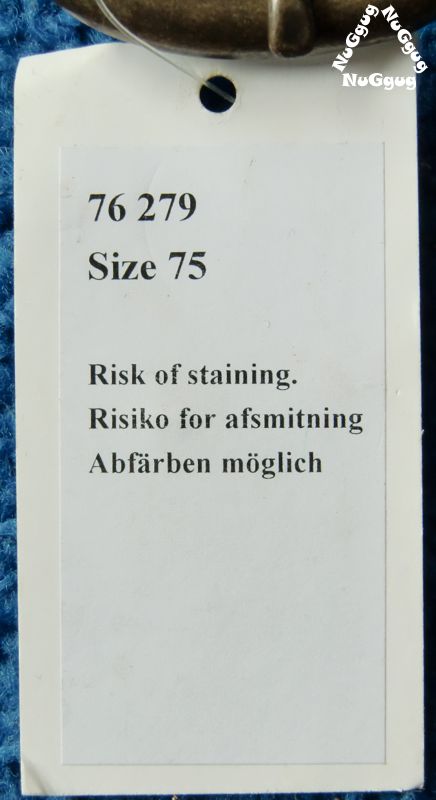 NuGgug
NuGgug
NuGgug
76 279
Size 75
Risk of staining.
Risiko for afsmitning
Abfärben möglich